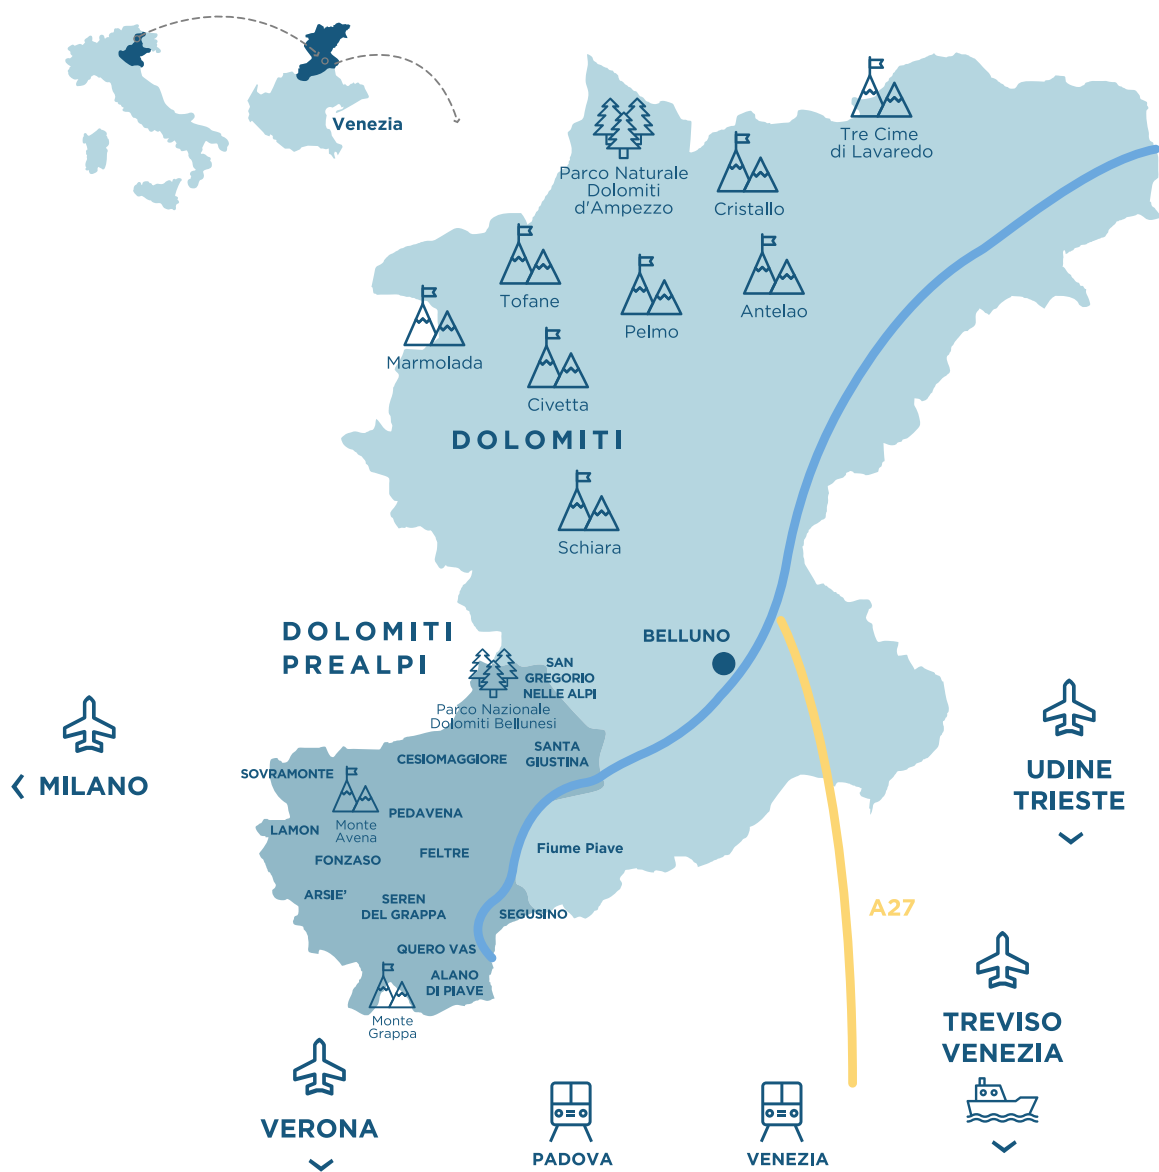 Venezia
Tre Cime
di Lavaredo
Parco Naturale
Dolomiti
d'Ampezzo
Cristallo
Tofane
Antelao
Pelmo
Marmolada
Civetta
DOLOMITI
Schiara
DOLOMITI
PREALPI
BELLUNO
SAN
GREGORIO
NELLE ALPI
Parco Nazionale
Dolomiti Bellunesi
SANTA
GIUSTINA
CESIOMAGGIORE
SOVRAMONTE
MILANO
UDINE
TRIESTE
PEDAVENA
LAMON
Monte
Avena
Fiume Piave
FELTRE
FONZASO
ARSIE'
SEREN
DEL GRAPPA
SEGUSINO
A27
QUERO VAS
ALANO
DI PIAVE
Monte
Grappa
TREVISO
VENEZIA
VERONA
PADOVA
VENEZIA